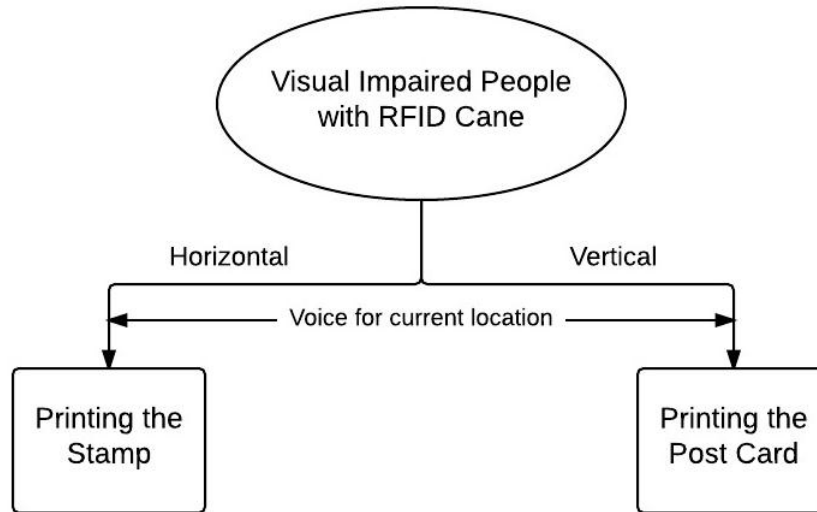 Visual Impaired People
with RFID Cane
Horizontal
Vertical
Voice for current location
Printing the
Stamp
Printing the
Post Card